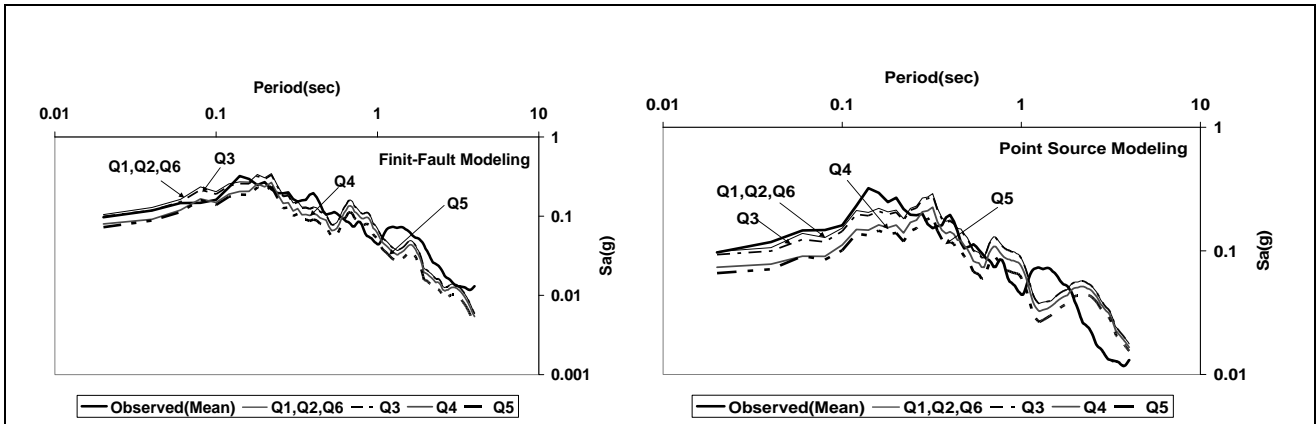 Period(sec)
0.01 0.1 1 10
1
Finit-Fault Modeling
Q1,Q2,Q6
Q3
Q4
Q5
0.1
Sa(g)
0.01
0.001
Observed(Mean) Q1,Q2,Q6 Q3 Q4 Q5
Period(sec)
0.01 0.1 1 10
1
Point Source Modeling
Q4
Q1,Q2,Q6
Q3
Q5
0.1
Sa(g)
0.01
Observed(Mean) Q1,Q2,Q6 Q3 Q4 Q5